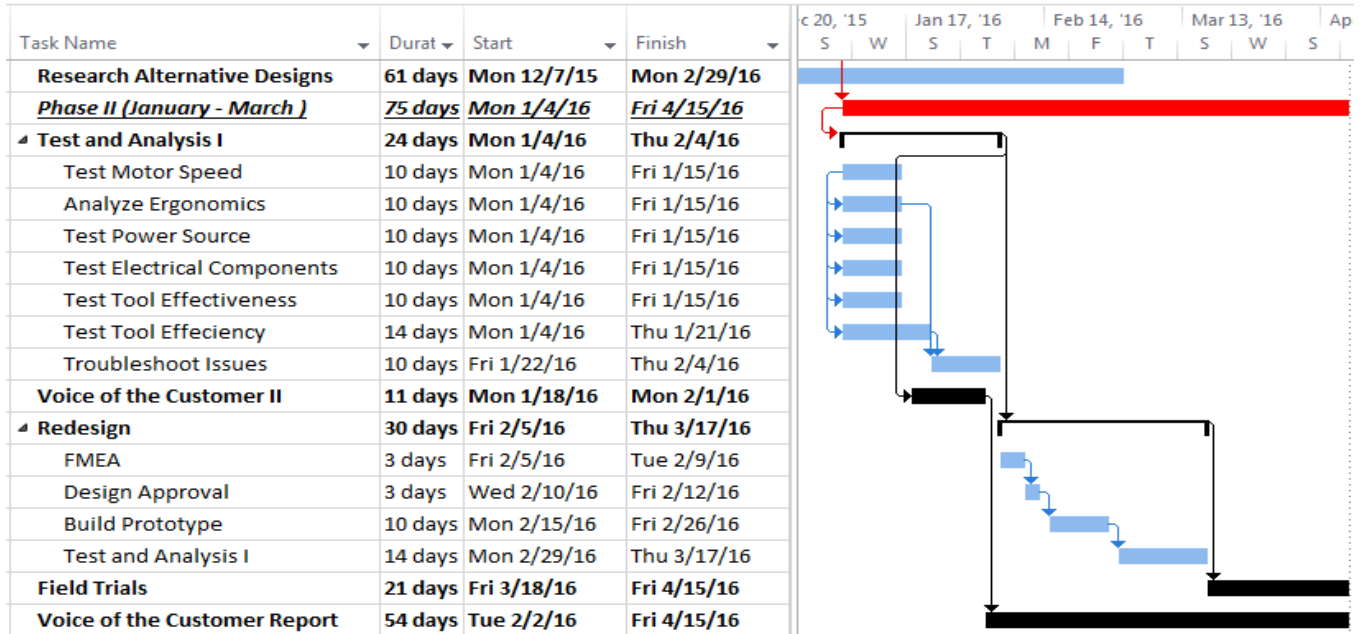 c 20, '15 Jan 17, '16 Feb 14, '16 Mar 13, '16 Ap
Task Name Durat Start Finish S W S T M F T S W S
Research Alternative Designs 61 days Mon 12/7/15 Mon 2/29/16
Phase II (January - March ) 75 days Mon 1/4/16 Fri 4/15/16
Test and Analysis I 24 days Mon 1/4/16 Thu 2/4/16
Test Motor Speed 10 days Mon 1/4/16 Fri 1/15/16
Analyze Ergonomics 10 days Mon 1/4/16 Fri 1/15/16
Test Power Source 10 days Mon 1/4/16 Fri 1/15/16
Test Electrical Components 10 days Mon 1/4/16 Fri 1/15/16
Test Tool Effectiveness 10 days Mon 1/4/16 Fri 1/15/16
Test Tool Effeciency 14 days Mon 1/4/16 Thu 1/21/16
Troubleshoot Issues 10 days Fri 1/22/16 Thu 2/4/16
Voice of the Customer II 11 days Mon 1/18/16 Mon 2/1/16
Redesign 30 days Fri 2/5/16 Thu 3/17/16
FMEA 3 days Fri 2/5/16 Tue 2/9/16
Design Approval 3 days Wed 2/10/16 Fri 2/12/16
Build Prototype 10 days Mon 2/15/16 Fri 2/26/16
Test and Analysis I 14 days Mon 2/29/16 Thu 3/17/16
Field Trials 21 days Fri 3/18/16 Fri 4/15/16
Voice of the Customer Report 54 days Tue 2/2/16 Fri 4/15/16